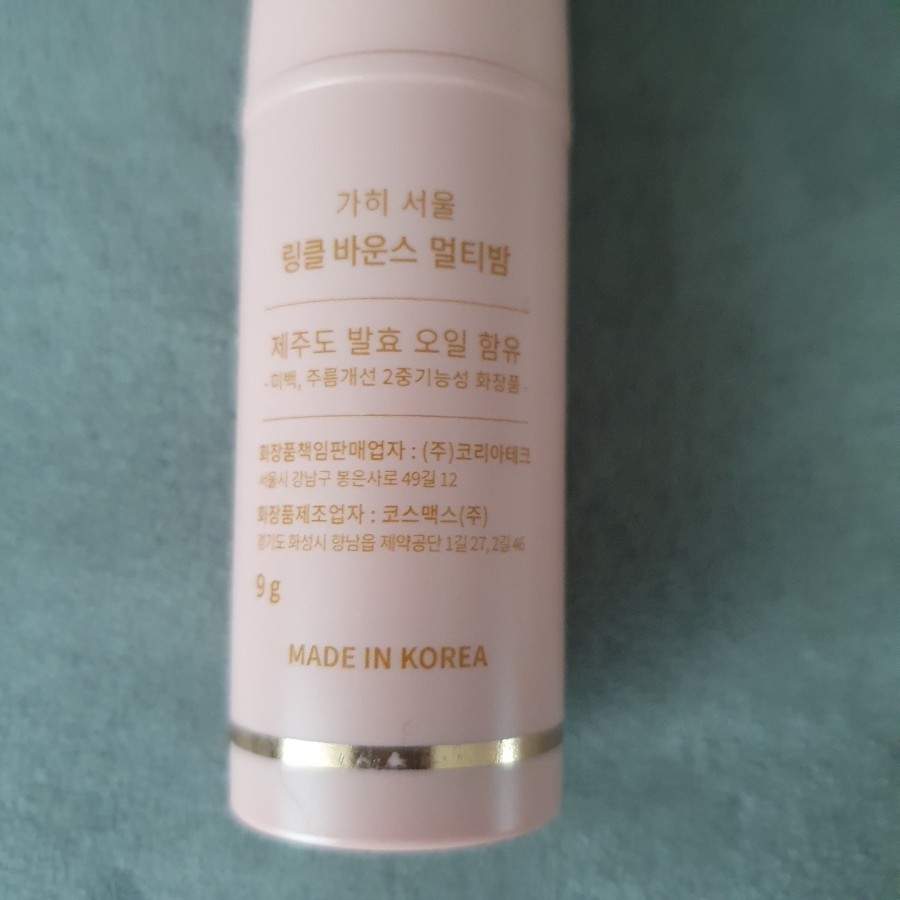 가히 서울
링클 바운스 멀티밤
제주도 발효 오일 함유
- 미백, 주름개선 2중기능성 화장품 -
화장품책임판매업자 : (주)코리아테크
서울시 강남구 봉은사로 49길 12
화장품제조업자 : 코스맥스(주)
경기도 화성시 향남읍 제약공단 1길 27, 2길 46
9 g
MADE IN KOREA